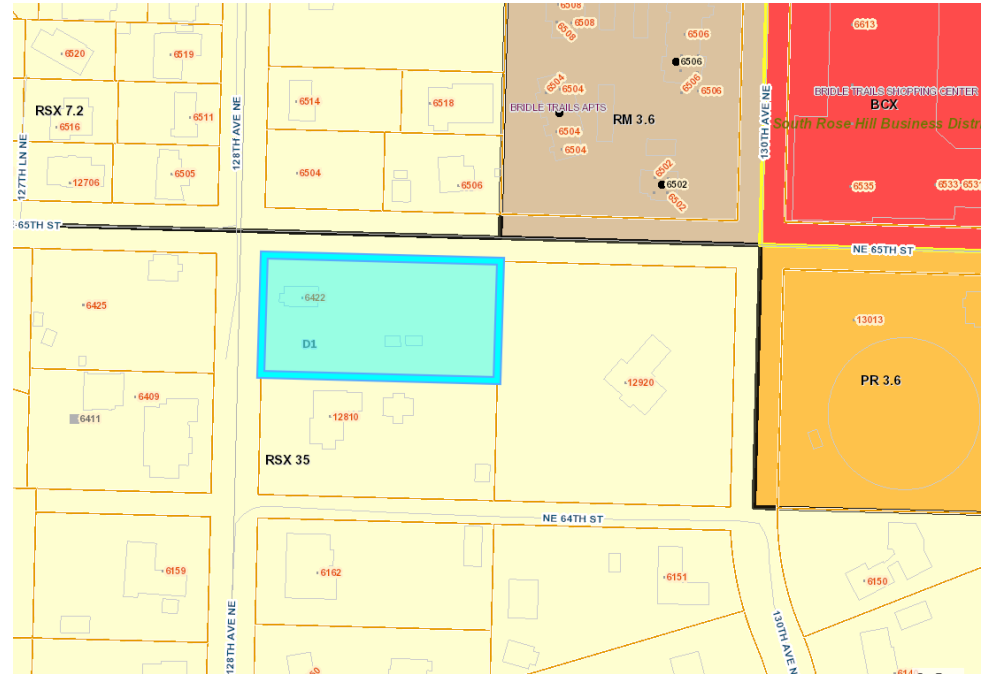 6508
6508
6508
6613
6520
6519
6506
6506
6506
6506
6504
6504
6514
6518
BRIDLE TRAILS SHOPPING CENTER
BCX
South Rose Hill Business Distr
RSX 7.2
6516
6511
BRIDLE TRAILS APTS
RM 3.6
130TH AVE NE
128TH AVE NE
127TH LN NE
6504
6504
12706
6505
6504
6506
6502
6502
6502
6535
6533
6531
E 65TH ST
NE 65TH ST
6425
6422
13013
D1
12920
PR 3.6
6409
6411
12810
RSX 35
NE 64TH ST
6159
6162
6151
6150
128TH AVE NE
130TH AVE N